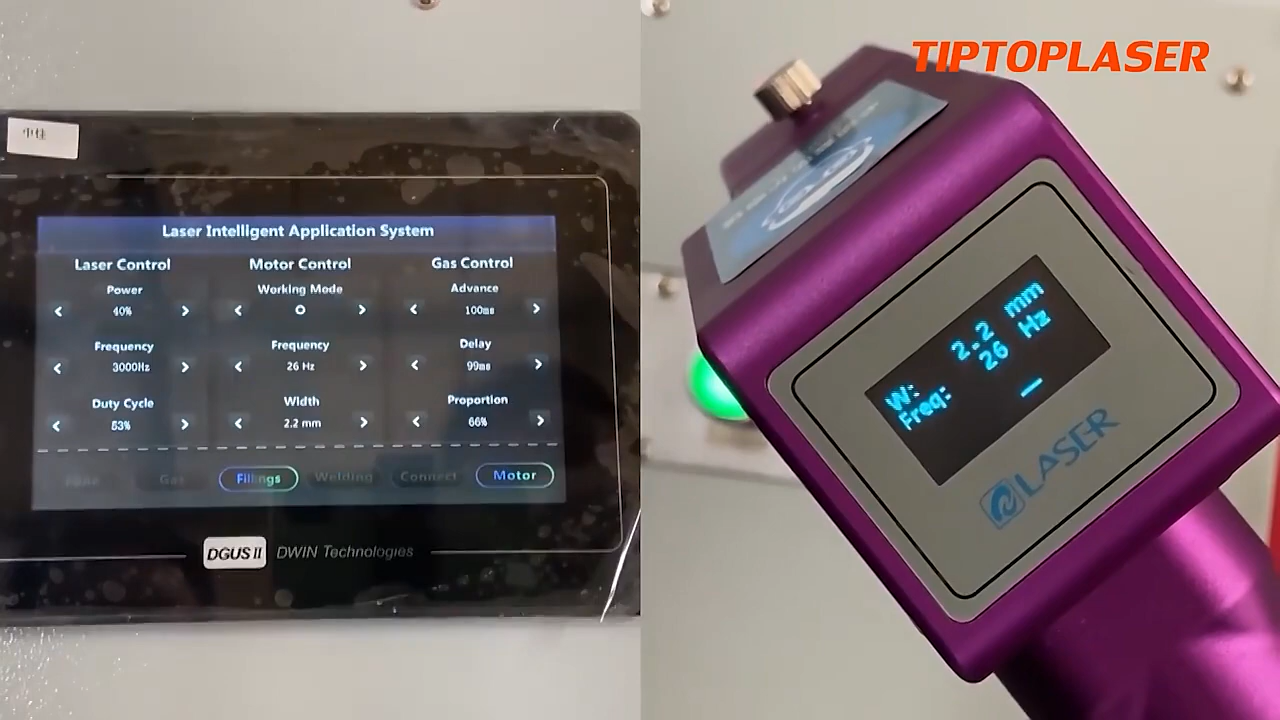 TIPTOPLASER
Laser Intelligent Application System
Laser Control
Motor Control
Gas Control
Power
Working Mode
Advance
< 40% >
< O >
< 100ms >
Frequency
Frequency
Delay
< 3000Hz >
< 26 Hz >
< 99ms >
Duty Cycle
Width
Proportion
< 53% >
< 2.2 mm >
< 66% >
Gas
Fillings
Welding
Connect
Motor
DGUS II DWIN Technologies
W: 2.2 mm
Freq: 26 Hz
LASER